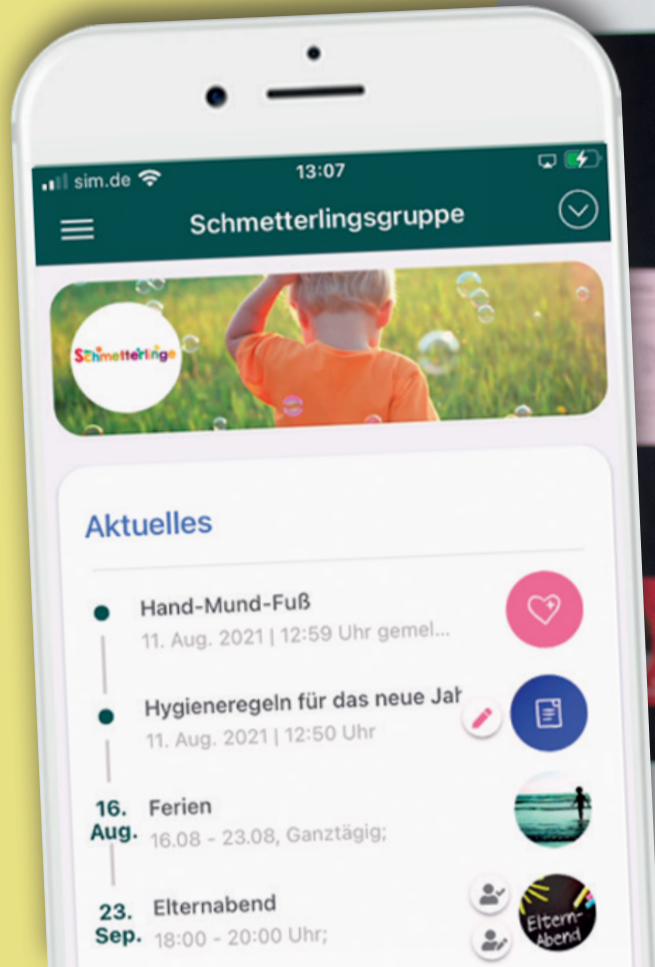 sim.de
13:07
Schmetterlingsgruppe
Schmetterlinge
Aktuelles
Hand-Mund-Fuß
11. Aug. 2021 | 12:59 Uhr gemel...
Hygieneregeln für das neue Jah
11. Aug. 2021 | 12:50 Uhr
16. Aug.
Ferien
16.08 - 23.08, Ganztägig;
23. Sep.
Elternabend
18:00 - 20:00 Uhr;
Eltern-
Abend